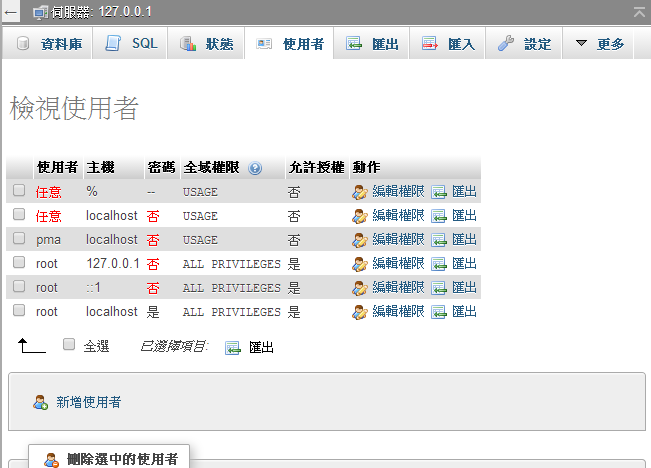 伺服器: 127.0.0.1
資料庫 SQL 狀態 使用者 匯出 匯入 設定 更多
檢視使用者
使用者 主機 密碼 全域權限 允許授權 動作
任意 % -- USAGE 否 編輯權限 匯出
任意 localhost 否 USAGE 否 編輯權限 匯出
pma localhost 否 USAGE 否 編輯權限 匯出
root 127.0.0.1 否 ALL PRIVILEGES 是 編輯權限 匯出
root ::1 否 ALL PRIVILEGES 是 編輯權限 匯出
root localhost 是 ALL PRIVILEGES 是 編輯權限 匯出
全選 已選擇項目: 匯出
新增使用者
刪除選中的使用者